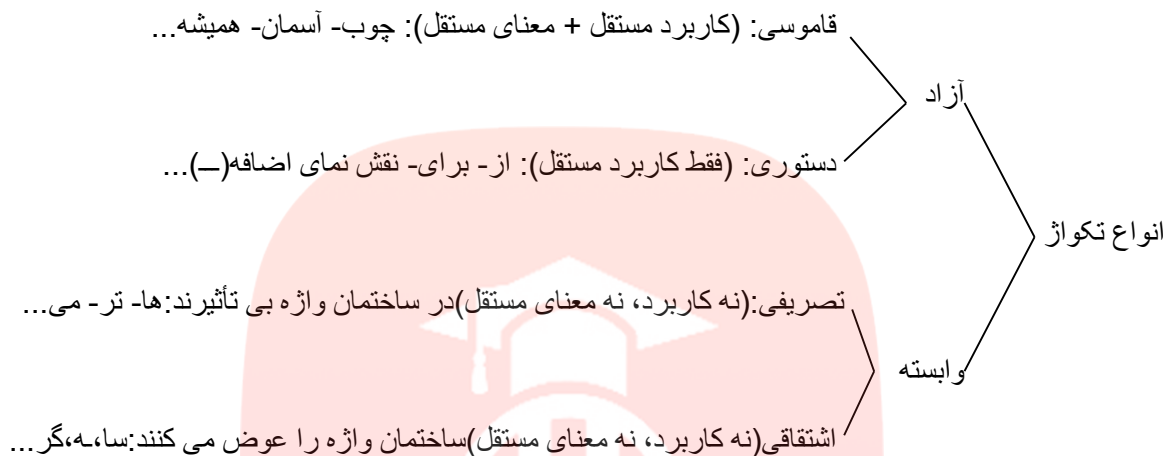 قاموسی: (کاربرد مستقل + معنای مستقل): چوب- آسمان- همیشه...
آزاد
دستوری: (فقط کاربرد مستقل): از- برای- نقش نمای اضافه(ــِ)...
انواع تکواژ
تصریفی:(نه کاربرد، نه معنای مستقل)در ساختمان واژه بی تأثیرند:ها- تر- می...
وابسته
اشتقاقی(نه کاربرد، نه معنای مستقل)ساختمان واژه را عوض می کنند:سا،ـه،گر...